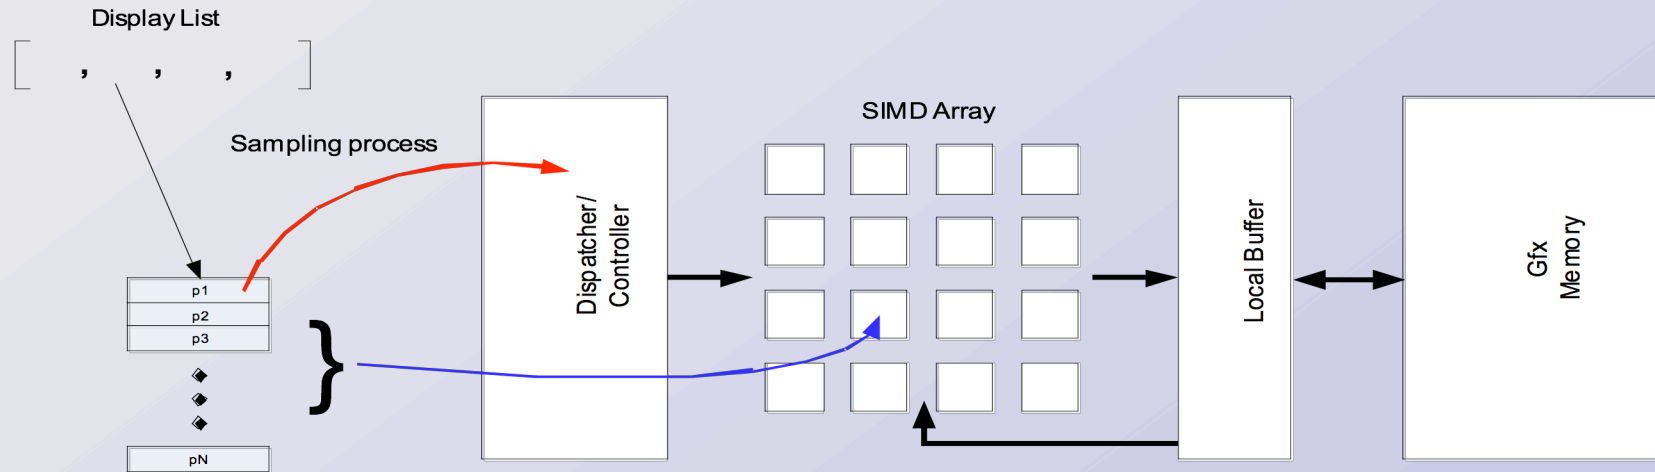 Display List
[ , , , ]
Sampling process
SIMD Array
p1
p2
p3
}
pN
Dispatcher/
Controller
Local Buffer
Gfx
Memory